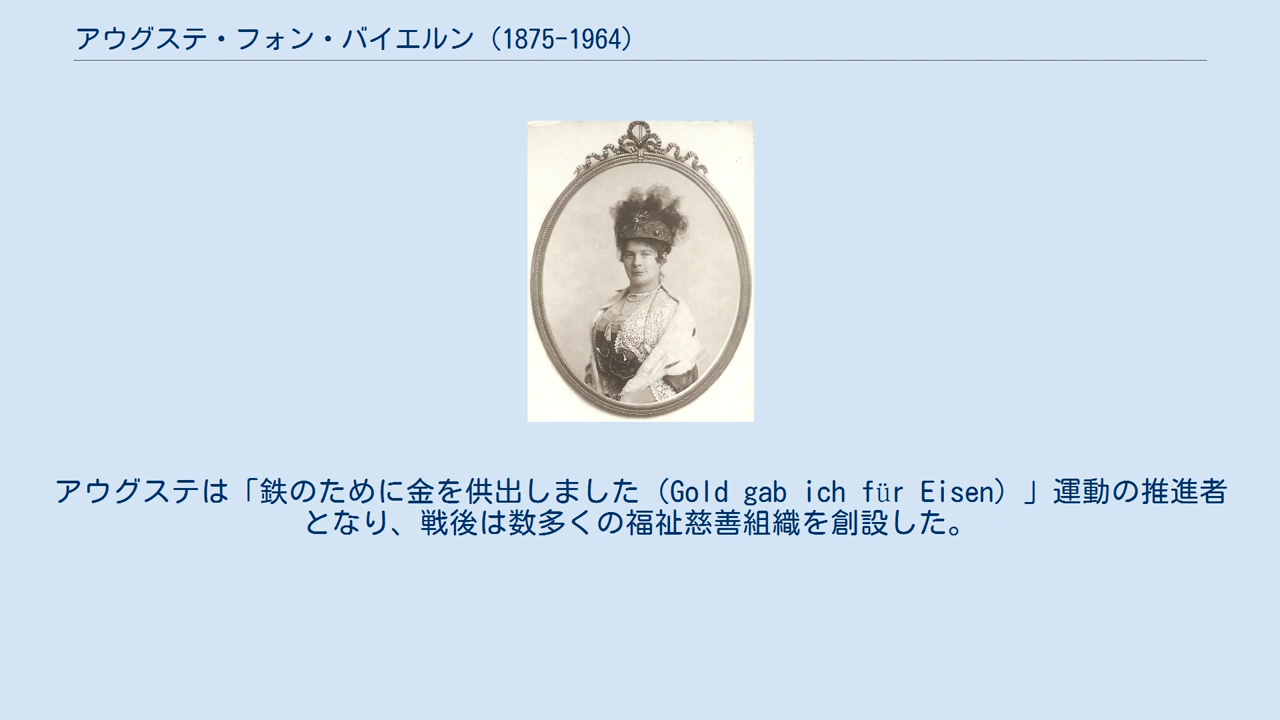 アウグステ・フォン・バイエルン（1875-1964）
アウグステは「鉄のために金を供出しました（Gold gab ich für Eisen）」運動の推進者
となり、戦後は数多くの福祉慈善組織を創設した。